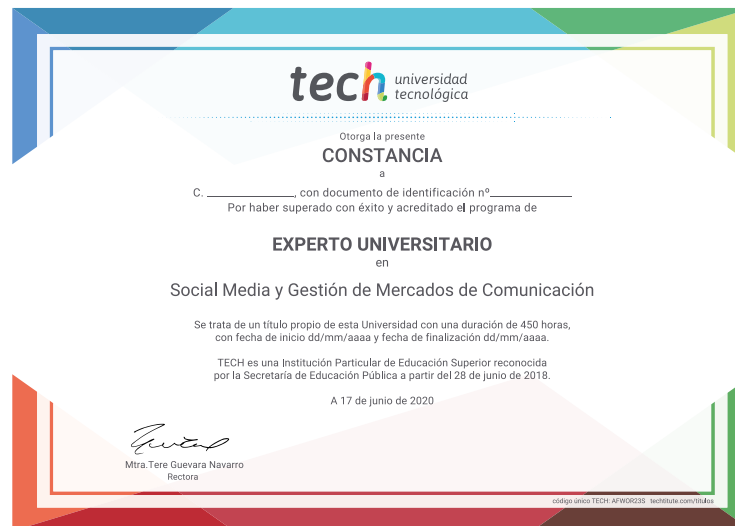 tech universidad
tecnológica
Otorga la presente
CONSTANCIA
a
C. ________________, con documento de identificación nº________________
Por haber superado con éxito y acreditado el programa de
EXPERTO UNIVERSITARIO
en
Social Media y Gestión de Mercados de Comunicación
Se trata de un título propio de esta Universidad con una duración de 450 horas,
con fecha de inicio dd/mm/aaaa y fecha de finalización dd/mm/aaaa.
TECH es una Institución Particular de Educación Superior reconocida
por la Secretaría de Educación Pública a partir del 28 de junio de 2018.
A 17 de junio de 2020
Mtra.Tere Guevara Navarro
Rectora
código único TECH: AFWOR23S techtitute.com/titulos